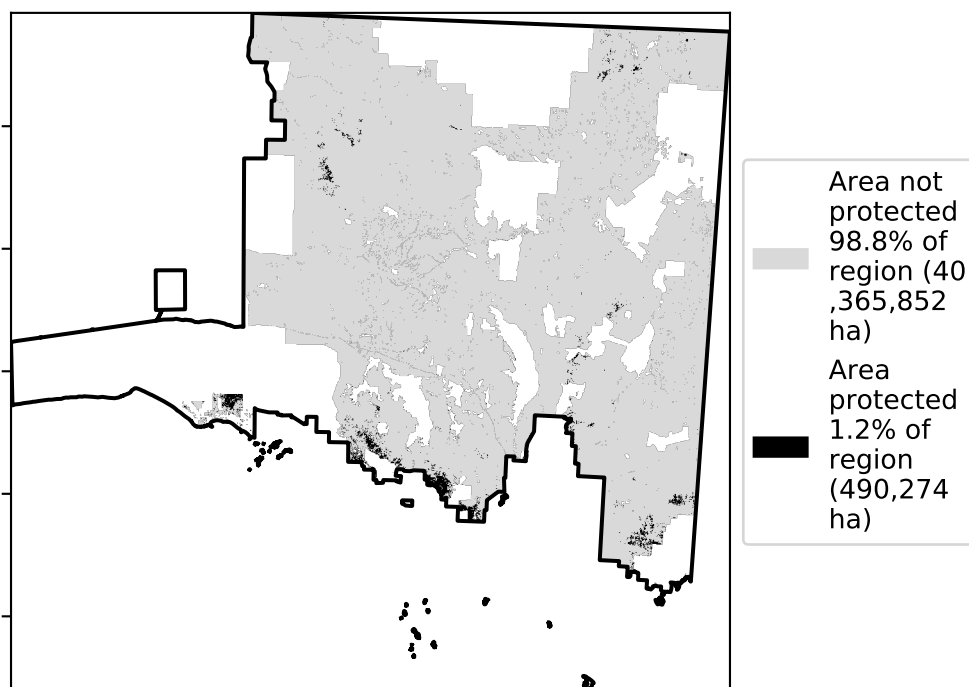 Area not
protected
98.8% of
region (40
,365,852
ha)
Area
protected
1.2% of
region
(490,274
ha)